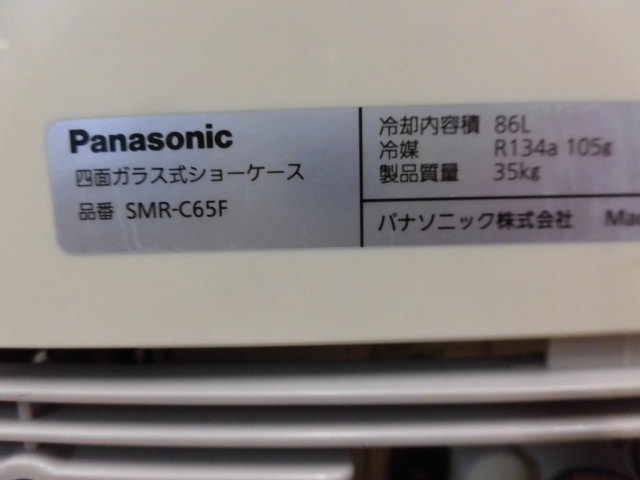 Panasonic
四面ガラス式ショーケース
品番 SMR-C65F
冷却内容積 86L
冷媒 R134a 105g
製品質量 35kg
パナソニック株式会社